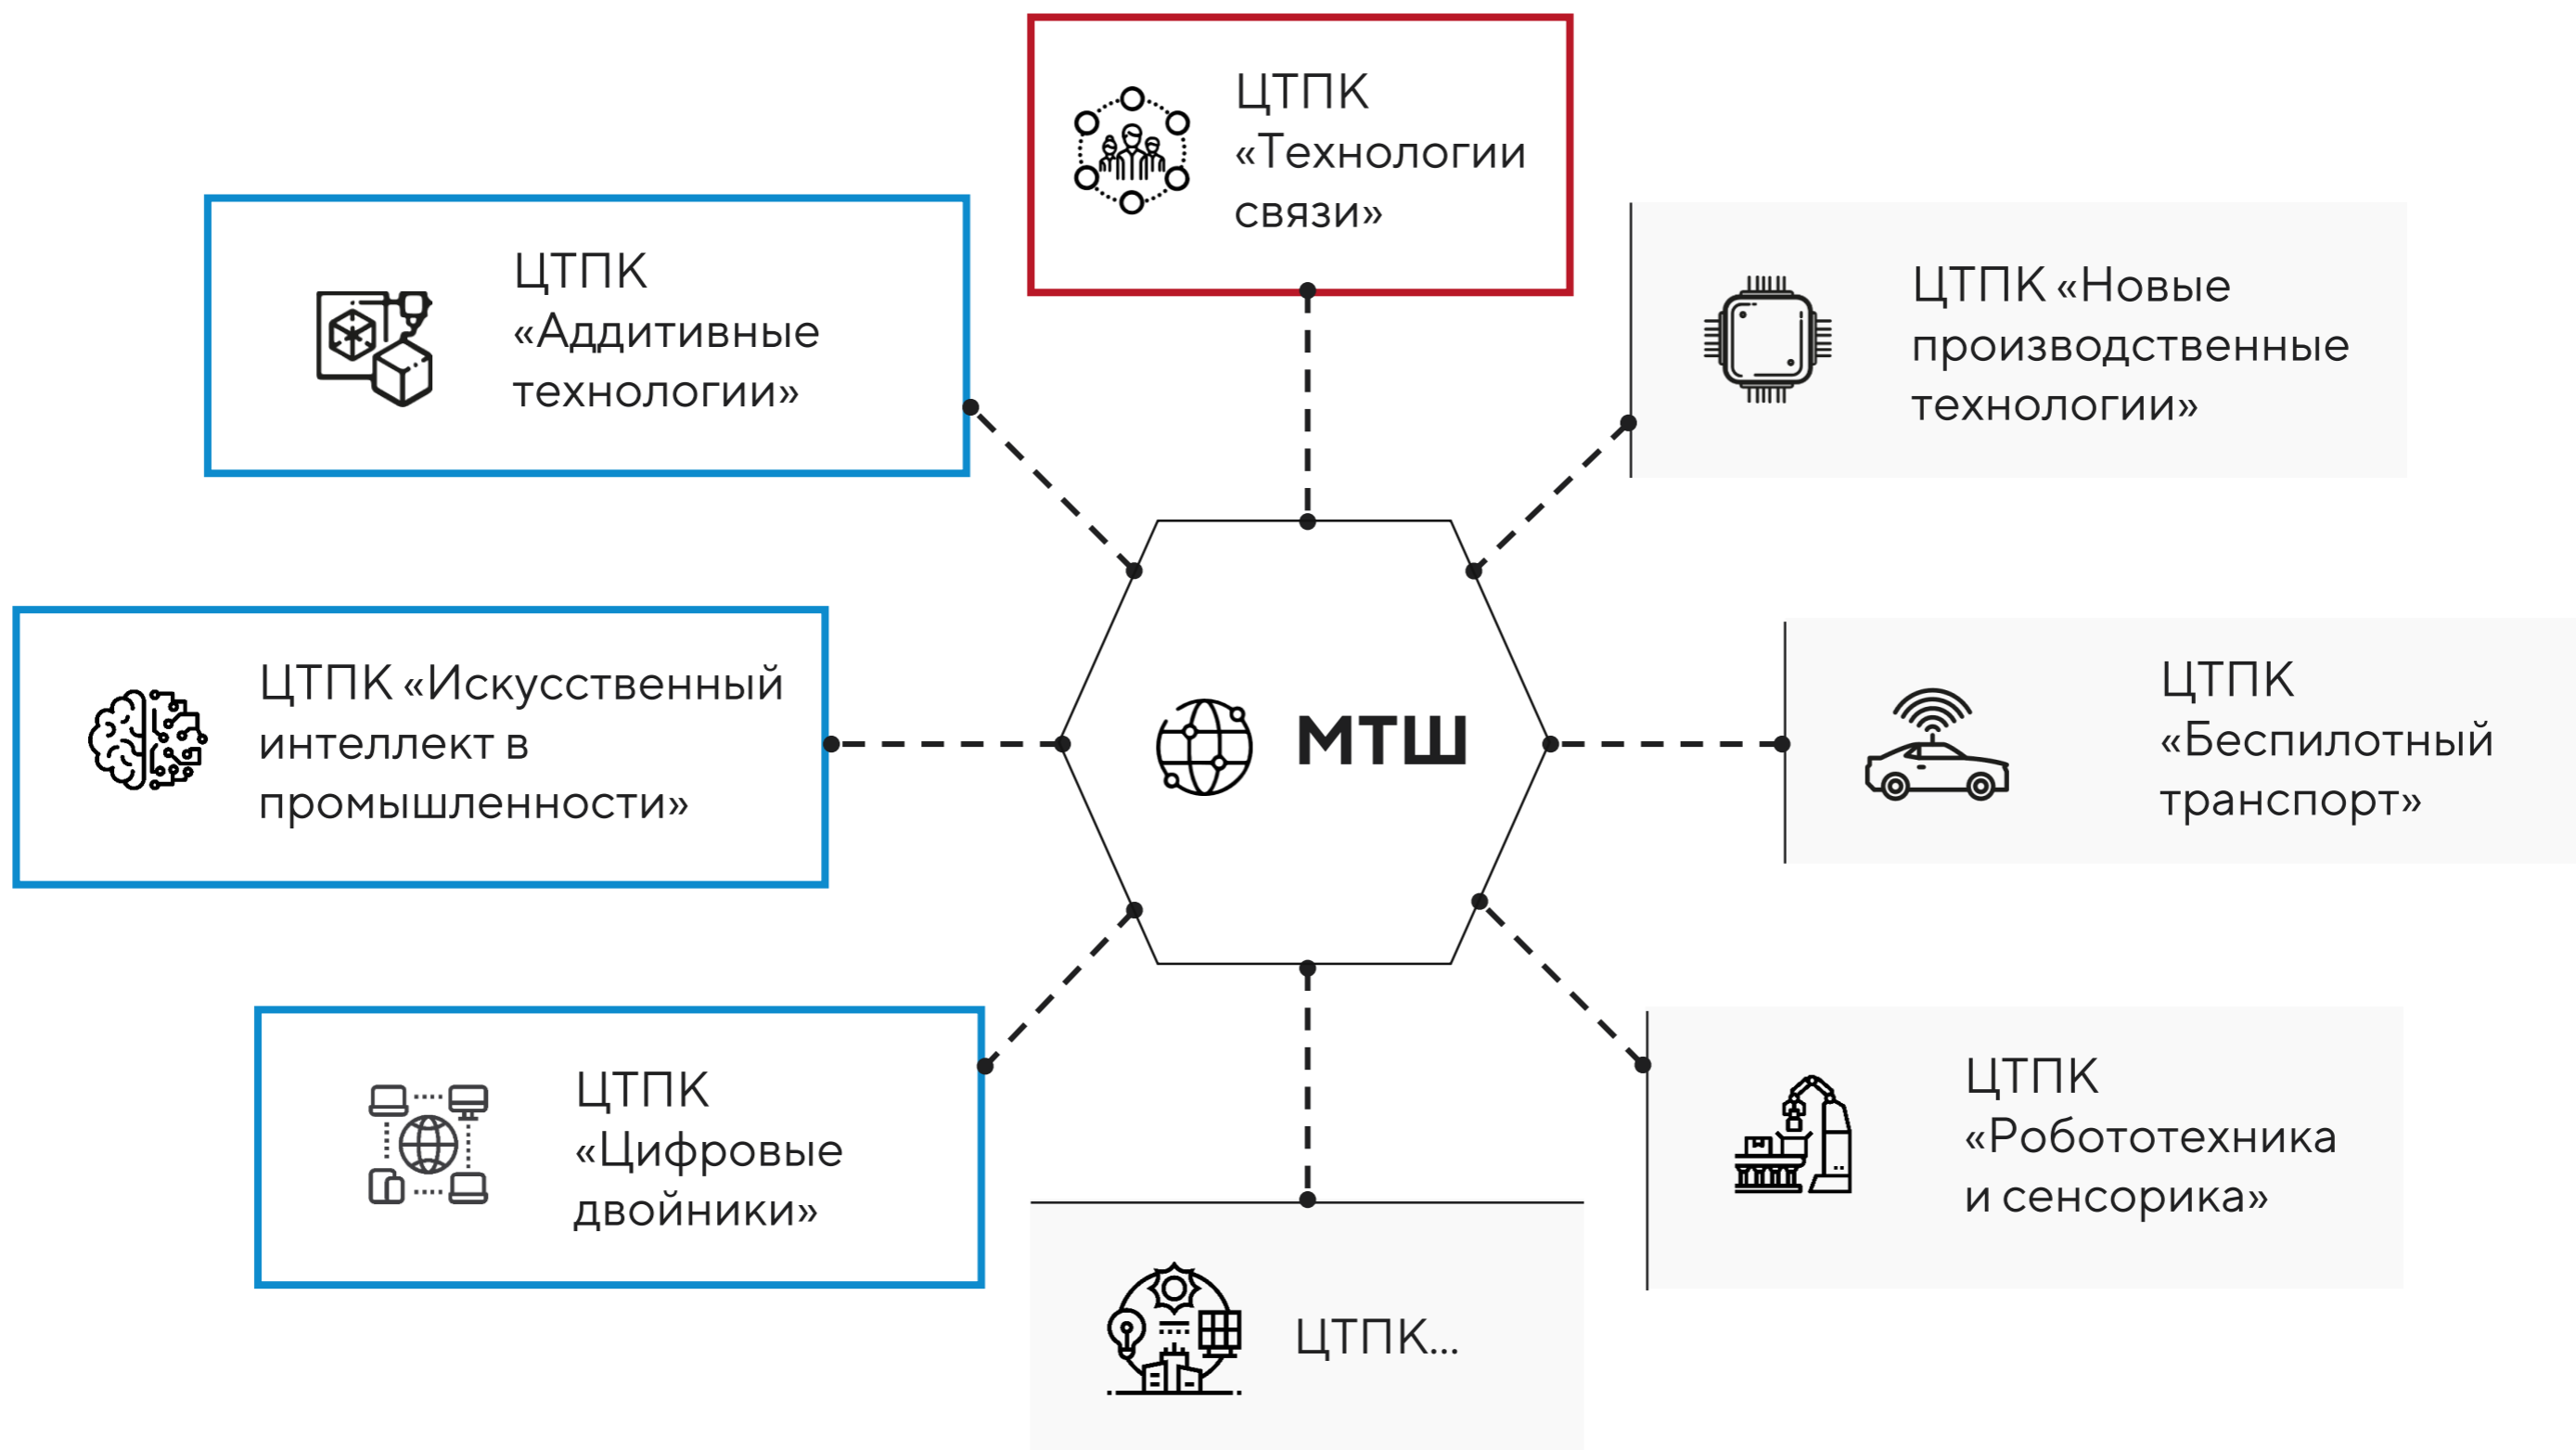 ЦТПК
«Технологии
связи»
ЦТПК
«Аддитивные
технологии»
ЦТПК «Новые
производственные
технологии»
ЦТПК «Искусственный
интеллект в
промышленности»
МТШ
ЦТПК
«Беспилотный
транспорт»
ЦТПК
«Цифровые
двойники»
ЦТПК
«Робототехника
и сенсорика»
ЦТПК...